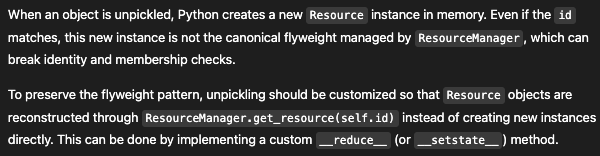 When an object is unpickled, Python creates a new Resource instance in memory. Even if the id
matches, this new instance is not the canonical flyweight managed by ResourceManager, which can
break identity and membership checks.
To preserve the flyweight pattern, unpickling should be customized so that Resource objects are
reconstructed through ResourceManager.get_resource(self.id) instead of creating new instances
directly. This can be done by implementing a custom __reduce__ (or __setstate__) method.